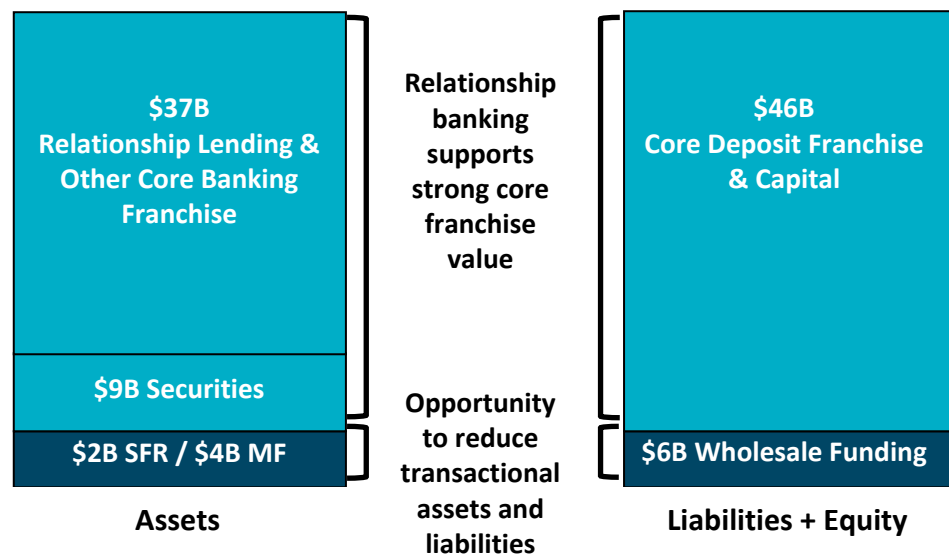 $37B
Relationship Lending &
Other Core Banking
Franchise
$9B Securities
$2B SFR / $4B MF
Assets
Relationship
banking
supports
strong core
franchise
value
Opportunity
to reduce
transactional
assets and
liabilities
$46B
Core Deposit Franchise
& Capital
$6B Wholesale Funding
Liabilities + Equity